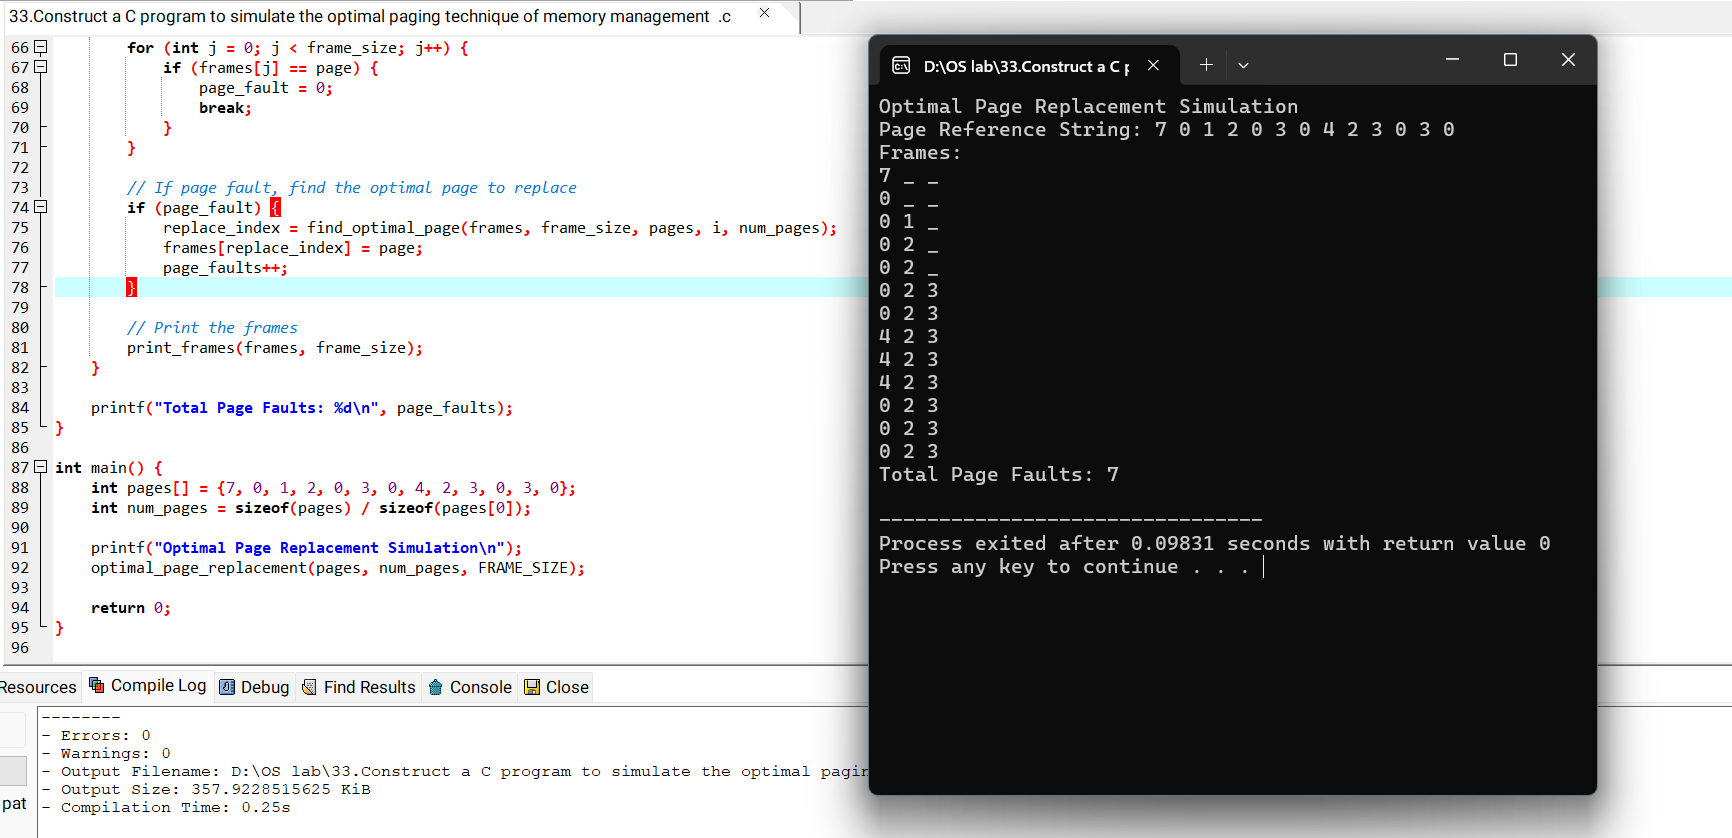 33.Construct a C program to simulate the optimal paging technique of memory management .c
66 for (int j = 0; j < frame_size; j++) {
67 if (frames[j] == page) {
68 page_fault = 0;
69 break;
70 }
71 }
72
73 // If page fault, find the optimal page to replace
74 if (page_fault) {
75 replace_index = find_optimal_page(frames, frame_size, pages, i, num_pages);
76 frames[replace_index] = page;
77 page_faults++;
78 }
79
80 // Print the frames
81 print_frames(frames, frame_size);
82 }
83
84 printf("Total Page Faults: %d\n", page_faults);
85 }
86
87 int main() {
88 int pages[] = {7, 0, 1, 2, 0, 3, 0, 4, 2, 3, 0, 3, 0};
89 int num_pages = sizeof(pages) / sizeof(pages[0]);
90
91 printf("Optimal Page Replacement Simulation\n");
92 optimal_page_replacement(pages, num_pages, FRAME_SIZE);
93
94 return 0;
95 }
96
D:\OS lab\33.Construct a C p
Optimal Page Replacement Simulation
Page Reference String: 7 0 1 2 0 3 0 4 2 3 0 3 0
Frames:
7 _ _
0 _ _
0 1 _
0 2 _
0 2 _
0 2 3
0 2 3
4 2 3
4 2 3
4 2 3
0 2 3
0 2 3
0 2 3
Total Page Faults: 7
--------------------------------
Process exited after 0.09831 seconds with return value 0
Press any key to continue . . .
Resources Compile Log Debug Find Results Console Close
--------
- Errors: 0
- Warnings: 0
- Output Filename: D:\OS lab\33.Construct a C program to simulate the optimal pagin
- Output Size: 357.9228515625 KiB
- Compilation Time: 0.25s
pat